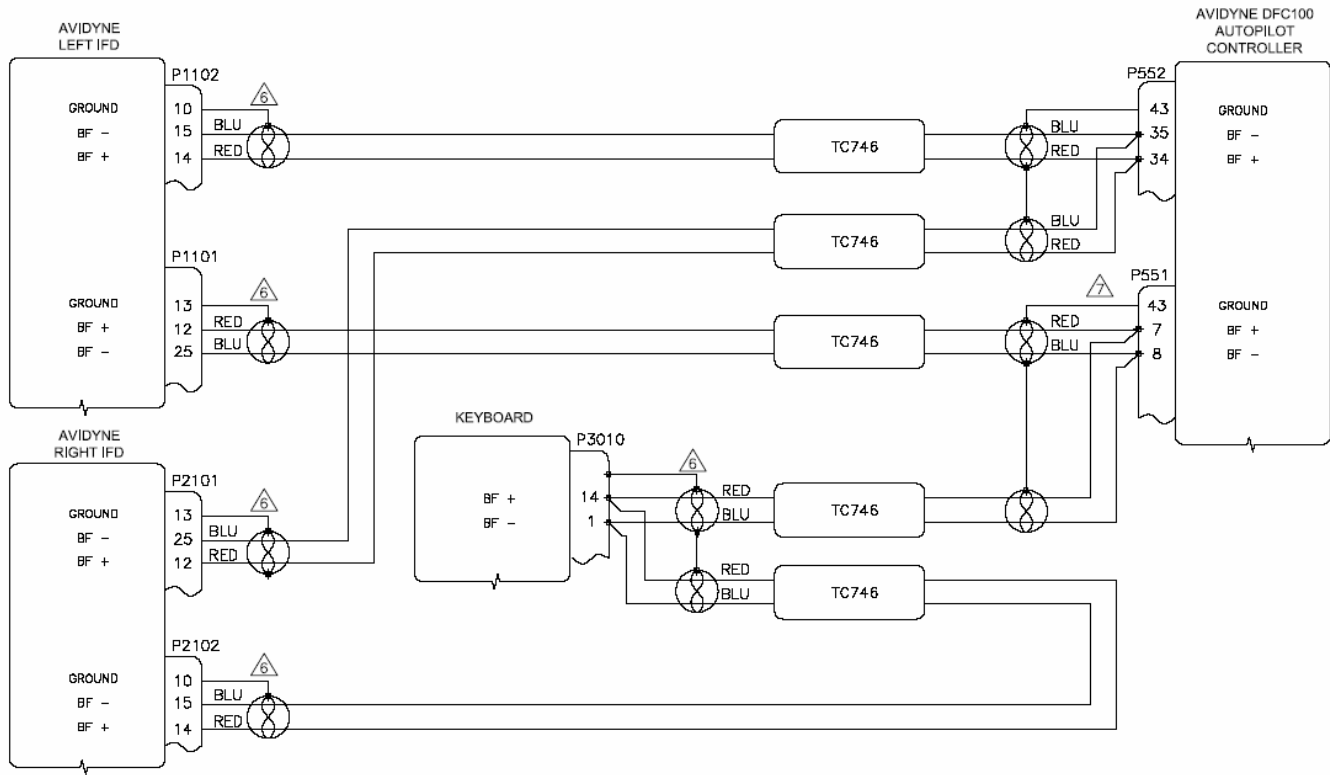 AVIDYNE
LEFT IFD
P1102
GROUND 10
BF - 15 BLU
BF + 14 RED
6
P1101
GROUND 13
BF + 12 RED
BF - 25 BLU
6
AVIDYNE
RIGHT IFD
P2101
GROUND 13
BF - 25 BLU
BF + 12 RED
6
P2102
GROUND 10
BF - 15 BLU
BF + 14 RED
6
KEYBOARD
P3010
6
BF + 14 RED
BF - 1 BLU
RED
BLU
TC746
TC746
TC746
TC746
TC746
AVIDYNE DFC100
AUTOPILOT
CONTROLLER
P552
43 GROUND
BLU 35 BF -
RED 34 BF +
BLU
RED
7
P551
43 GROUND
RED 7 BF +
BLU 8 BF -